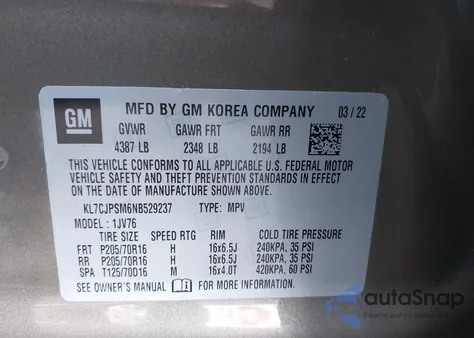 GM
MFD BY GM KOREA COMPANY 03/22
GVWR GAWR FRT GAWR RR
4387 LB 2348 LB 2194 LB
THIS VEHICLE CONFORMS TO ALL APPLICABLE U.S. FEDERAL MOTOR
VEHICLE SAFETY AND THEFT PREVENTION STANDARDS IN
EFFECT ON THE DATE OF MANUFACTURE SHOWN ABOVE.
KL7CJPSM6NB529237 TYPE: MPV
MODEL: 1JV76
TIRE SIZE SPEED RTG RIM COLD TIRE PRESSURE
FRT P205/70R16 H 16x6.5J 240KPA, 35 PSI
RR P205/70R16 H 16x6.5J 240KPA, 35 PSI
SPA T125/70D16 M 16x4.0T 420KPA, 60 PSI
SEE OWNER'S MANUAL FOR MORE INFORMATION
autoSnap